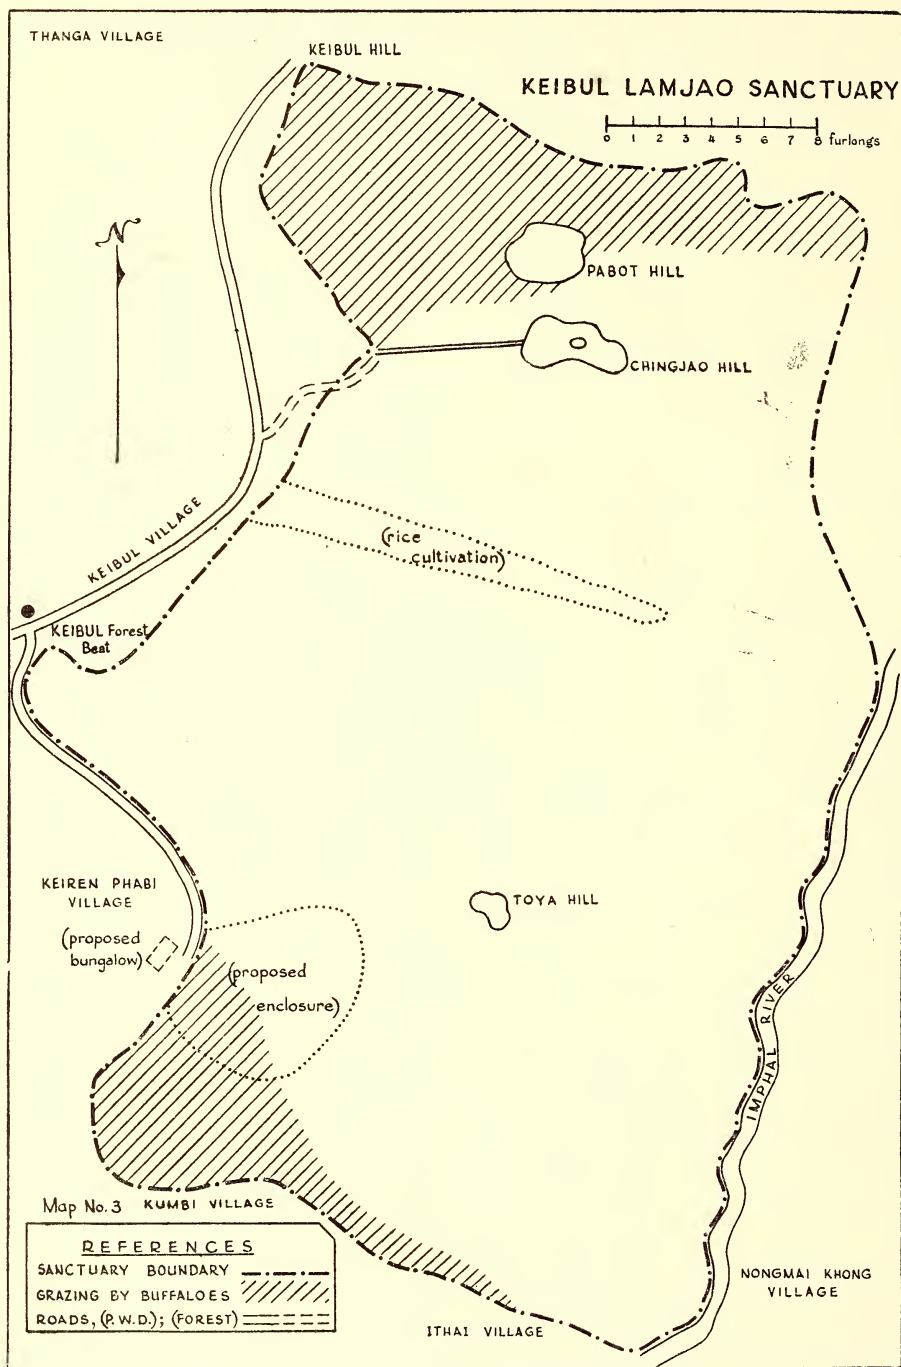 THANGA VILLAGE
KEIBUL HILL
KEIBUL LAMJAO SANCTUARY
0 1 2 3 4 5 6 7 8 furlongs
N
PABOT HILL
CHINGJAO HILL
(rice
cultivation)
KEIBUL VILLAGE
KEIBUL Forest
Beat
KEIREN PHABI
VILLAGE
(proposed
bungalow)
TOYA HILL
(proposed
enclosure)
IMPHAL RIVER
Map No. 3 KUMBI VILLAGE
REFERENCES
SANCTUARY BOUNDARY
GRAZING BY BUFFALOES
ROADS, (P.W.D.); (FOREST)
NONGMAI KHONG
VILLAGE
ITHAI VILLAGE